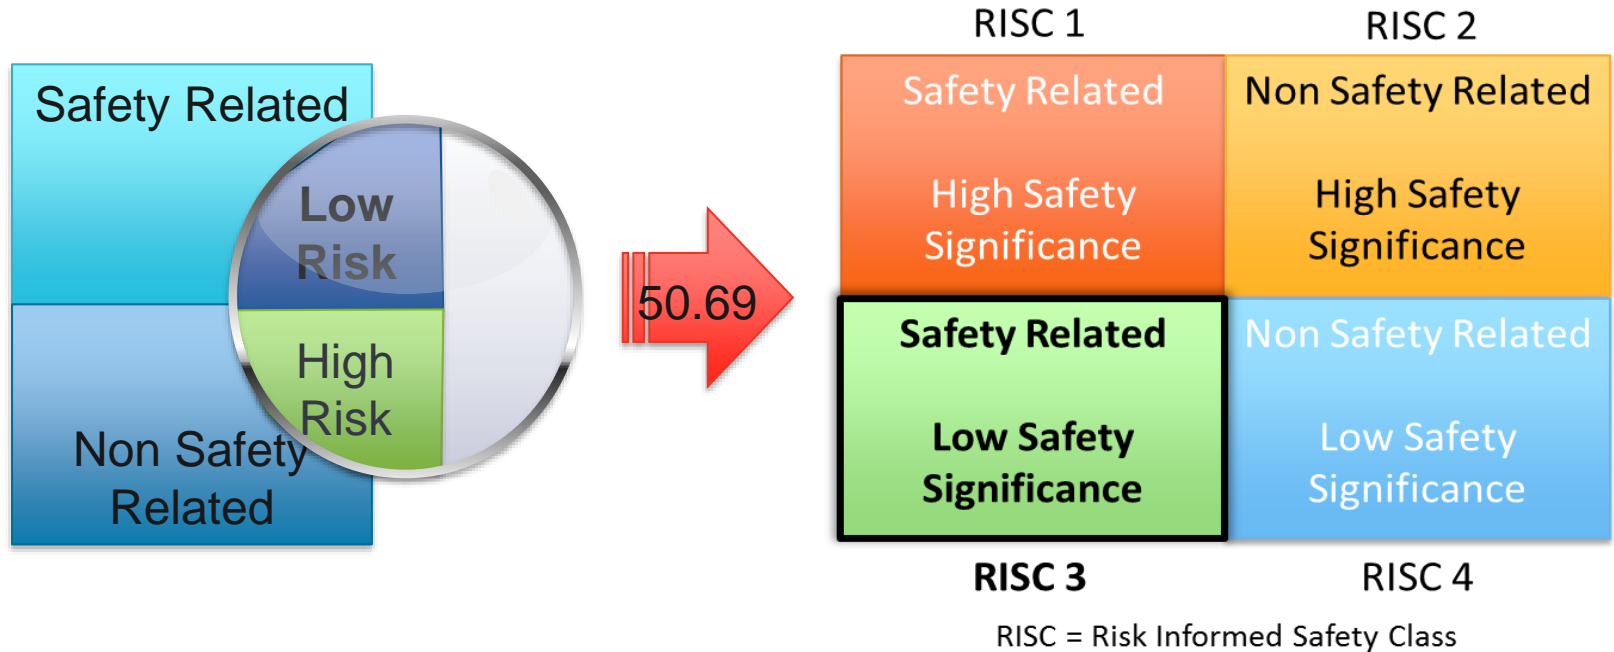 Safety Related
Low
Risk
High
Risk
Non Safety
Related
50.69
RISC 1
RISC 2
Safety Related
High Safety
Significance
Non Safety Related
High Safety
Significance
Safety Related
Low Safety
Significance
Non Safety Related
Low Safety
Significance
RISC 3
RISC 4
RISC = Risk Informed Safety Class